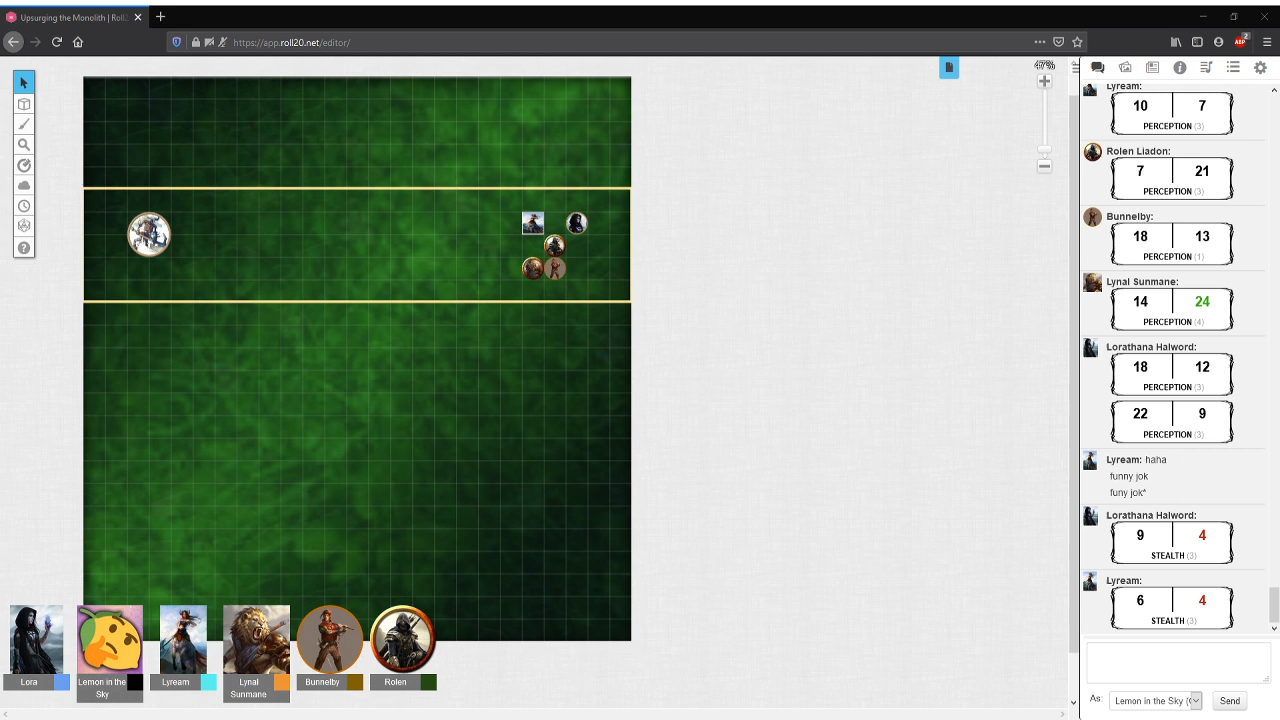 Upsurging the Monolith | Roll2
https://app.roll20.net/editor/
ABP
2
47%
Lyream:
10 7
PERCEPTION (3)
Rolen Liadon:
7 21
PERCEPTION (3)
Bunnelby:
18 13
PERCEPTION (1)
Lynal Sunmane:
14 24
PERCEPTION (4)
Lorathana Halword:
18 12
PERCEPTION (3)
22 9
PERCEPTION (3)
Lyream: haha
funny jok
funy jok*
Lorathana Halword:
9 4
STEALTH (3)
Lyream:
6 4
STEALTH (3)
Lora
Lemon in the
Sky
Lyream
Lynal
Sunmane
Bunnelby
Rolen
As:
Lemon in the Sky (
Send